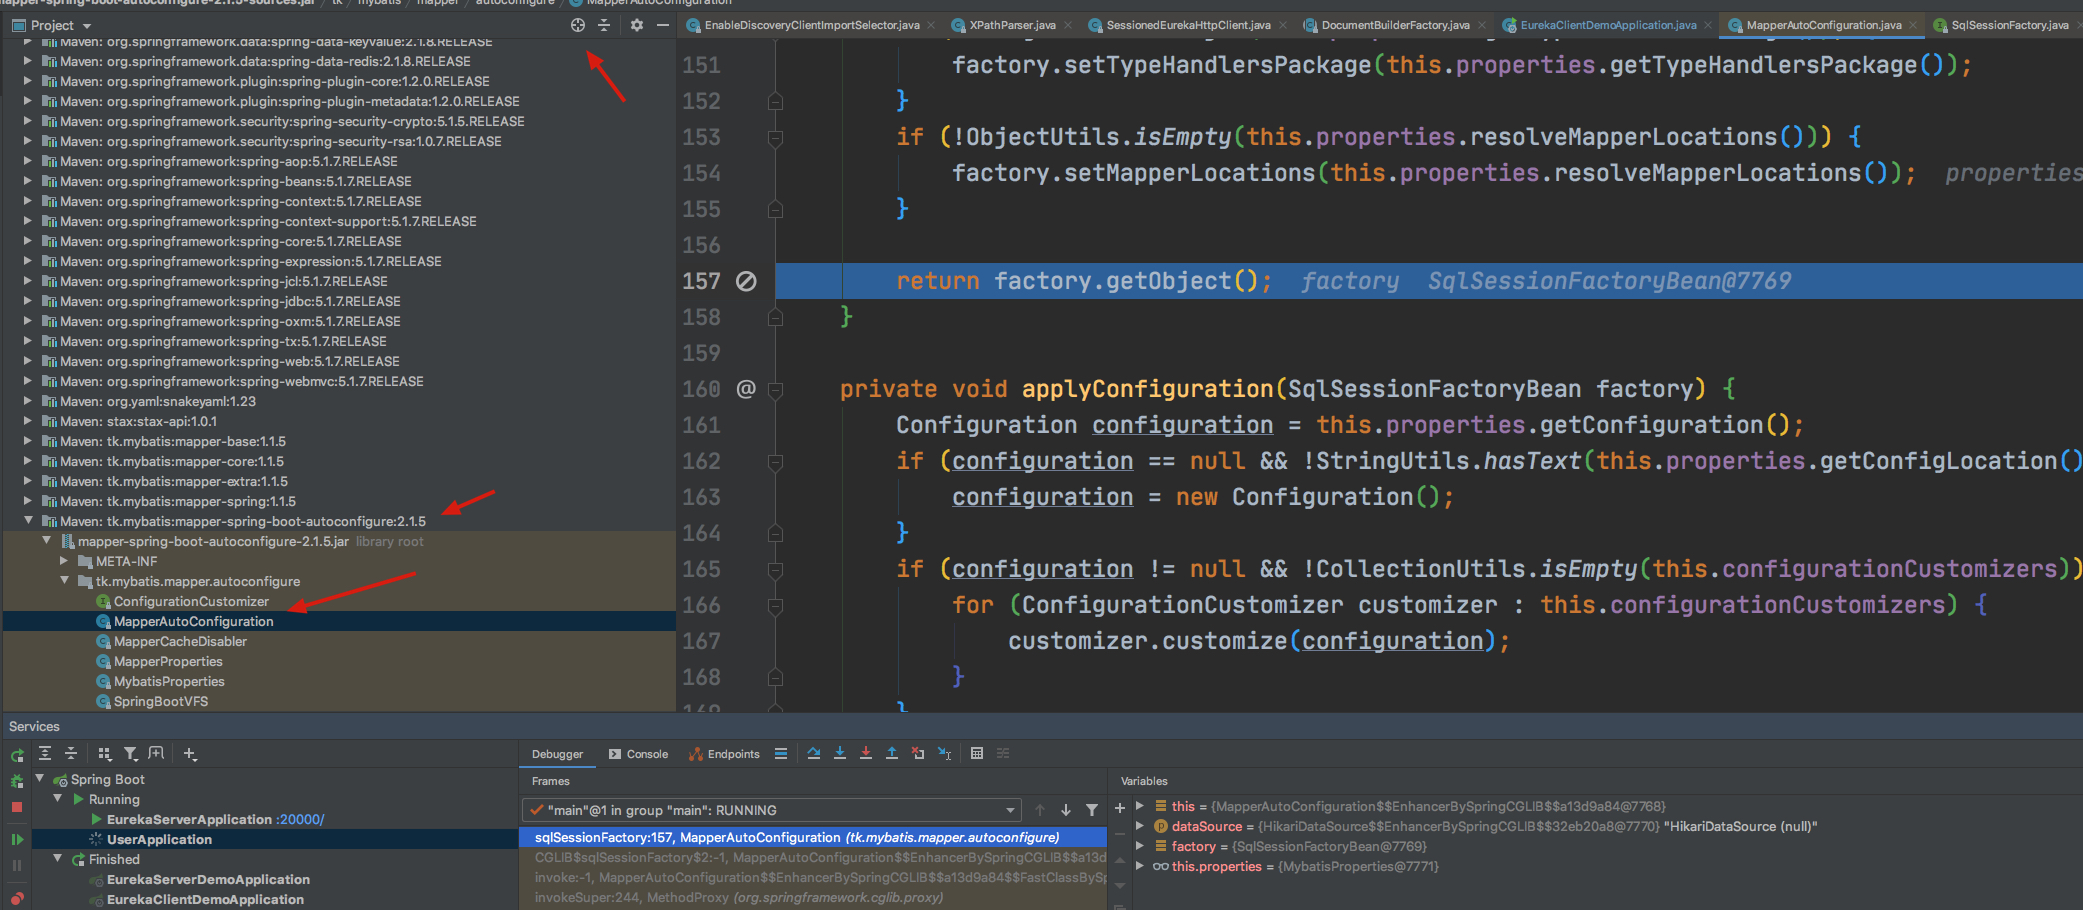 mapper-spring-boot-autoconfigure-2.1.5-sources.jar / tk / mybatis / mapper / autoconfigure / MapperAutoConfiguration
Project
EnableDiscoveryClientImportSelector.java
XPathParser.java
SessionedEurekaHttpClient.java
DocumentBuilderFactory.java
EurekaClientDemoApplication.java
MapperAutoConfiguration.java
SqlSessionFactory.java
Maven: org.springframework.data:spring-data-keyvalue:2.1.8.RELEASE
Maven: org.springframework.data:spring-data-redis:2.1.8.RELEASE
Maven: org.springframework.plugin:spring-plugin-core:1.2.0.RELEASE
Maven: org.springframework.plugin:spring-plugin-metadata:1.2.0.RELEASE
Maven: org.springframework.security:spring-security-crypto:5.1.5.RELEASE
Maven: org.springframework.security:spring-security-rsa:1.0.7.RELEASE
Maven: org.springframework:spring-aop:5.1.7.RELEASE
Maven: org.springframework:spring-beans:5.1.7.RELEASE
Maven: org.springframework:spring-context:5.1.7.RELEASE
Maven: org.springframework:spring-context-support:5.1.7.RELEASE
Maven: org.springframework:spring-core:5.1.7.RELEASE
Maven: org.springframework:spring-expression:5.1.7.RELEASE
Maven: org.springframework:spring-jcl:5.1.7.RELEASE
Maven: org.springframework:spring-jdbc:5.1.7.RELEASE
Maven: org.springframework:spring-oxm:5.1.7.RELEASE
Maven: org.springframework:spring-tx:5.1.7.RELEASE
Maven: org.springframework:spring-web:5.1.7.RELEASE
Maven: org.springframework:spring-webmvc:5.1.7.RELEASE
Maven: org.yaml:snakeyaml:1.23
Maven: stax:stax-api:1.0.1
Maven: tk.mybatis:mapper-base:1.1.5
Maven: tk.mybatis:mapper-core:1.1.5
Maven: tk.mybatis:mapper-extra:1.1.5
Maven: tk.mybatis:mapper-spring:1.1.5
Maven: tk.mybatis:mapper-spring-boot-autoconfigure:2.1.5
mapper-spring-boot-autoconfigure-2.1.5.jar library root
META-INF
tk.mybatis.mapper.autoconfigure
ConfigurationCustomizer
MapperAutoConfiguration
MapperCacheDisabler
MapperProperties
MybatisProperties
SpringBootVFS
151 factory.setTypeHandlersPackage(this.properties.getTypeHandlersPackage());
152 }
153 if (!ObjectUtils.isEmpty(this.properties.resolveMapperLocations())) {
154 factory.setMapperLocations(this.properties.resolveMapperLocations()); properties
155 }
156
157 return factory.getObject(); factory SqlSessionFactoryBean@7769
158 }
159
160 @ private void applyConfiguration(SqlSessionFactoryBean factory) {
161 Configuration configuration = this.properties.getConfiguration();
162 if (configuration == null && !StringUtils.hasText(this.properties.getConfigLocation()
163 configuration = new Configuration();
164 }
165 if (configuration != null && !CollectionUtils.isEmpty(this.configurationCustomizers))
166 for (ConfigurationCustomizer customizer : this.configurationCustomizers) {
167 customizer.customize(configuration);
168 }
169 }
Services
Spring Boot
Running
EurekaServerApplication :20000/
UserApplication
Finished
EurekaServerDemoApplication
EurekaClientDemoApplication
Debugger Console Endpoints
Frames
"main"@1 in group "main": RUNNING
sqlSessionFactory:157, MapperAutoConfiguration (tk.mybatis.mapper.autoconfigure)
CGLIB$sqlSessionFactory$2:-1, MapperAutoConfiguration$$EnhancerBySpringCGLIB$$a13d
invoke:-1, MapperAutoConfiguration$$EnhancerBySpringCGLIB$$a13d9a84$$FastClassBySp
invokeSuper:244, MethodProxy (org.springframework.cglib.proxy)
Variables
this = {MapperAutoConfiguration$$EnhancerBySpringCGLIB$$a13d9a84@7768}
dataSource = {HikariDataSource$$EnhancerBySpringCGLIB$$32eb20a8@7770} "HikariDataSource (null)"
factory = {SqlSessionFactoryBean@7769}
this.properties = {MybatisProperties@7771}